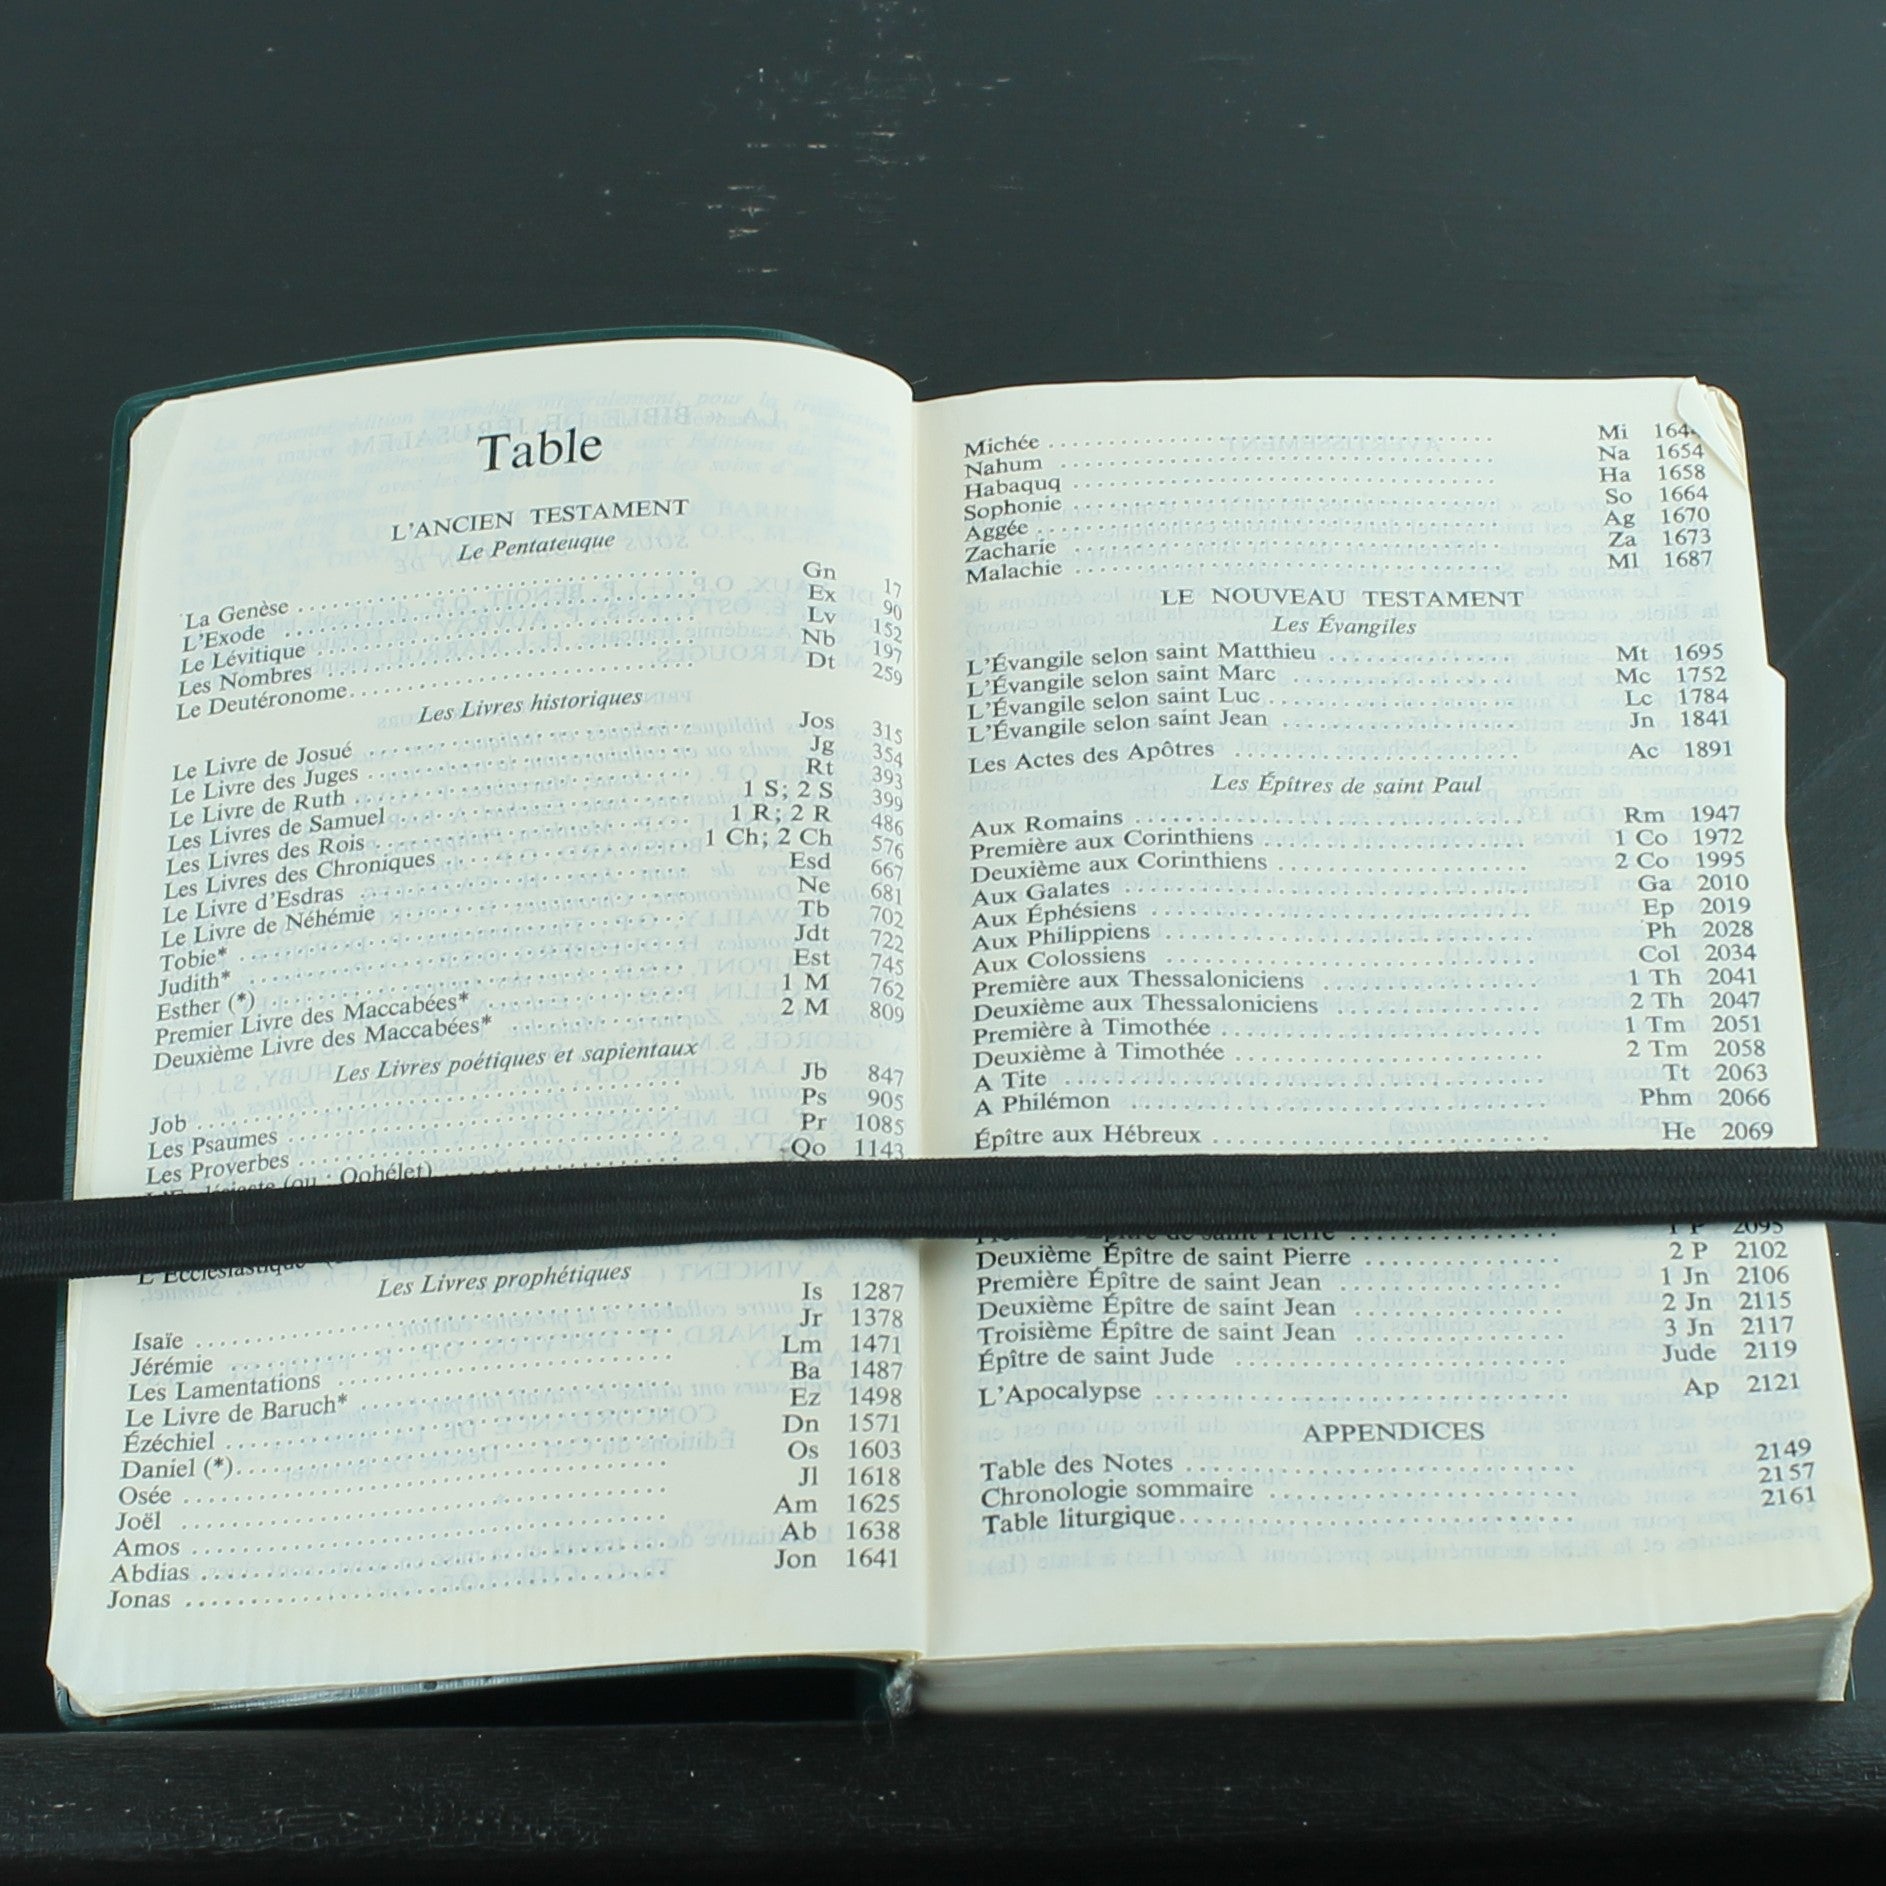 Table
L'ANCIEN TESTAMENT
Le Pentateuque
La Genèse Gn 17
L'Exode Ex 90
Le Lévitique Lv 152
Les Nombres Nb 197
Le Deutéronome Dt 259
Les Livres historiques
Le Livre de Josué Jos 315
Le Livre des Juges Jg 354
Le Livre de Ruth Rt 393
Les Livres de Samuel 1 S; 2 S 399
Les Livres des Rois 1 R; 2 R 486
Les Livres des Chroniques 1 Ch; 2 Ch 576
Le Livre d'Esdras Esd 667
Le Livre de Néhémie Ne 681
Tobie* Tb 702
Judith* Jdt 722
Esther (*) Est 745
Premier Livre des Maccabées* 1 M 762
Deuxième Livre des Maccabées* 2 M 809
Les Livres poétiques et sapientaux
Job Jb 847
Les Psaumes Ps 905
Les Proverbes Pr 1085
(ou : Qohélet) Qo 1143
L'Ecclésiastique
Les Livres prophétiques
Isaïe Is 1287
Jérémie Jr 1378
Les Lamentations Lm 1471
Le Livre de Baruch* Ba 1487
Ézéchiel Ez 1498
Daniel (*) Dn 1571
Osée Os 1603
Joël Jl 1618
Amos Am 1625
Abdias Ab 1638
Jonas Jon 1641
Michée Mi
Nahum Na 1654
Habaquq Ha 1658
Sophonie So 1664
Aggée Ag 1670
Zacharie Za 1673
Malachie Ml 1687
LE NOUVEAU TESTAMENT
Les Évangiles
L'Évangile selon saint Matthieu Mt 1695
L'Évangile selon saint Marc Mc 1752
L'Évangile selon saint Luc Lc 1784
L'Évangile selon saint Jean Jn 1841
Les Actes des Apôtres Ac 1891
Les Épîtres de saint Paul
Aux Romains Rm 1947
Première aux Corinthiens 1 Co 1972
Deuxième aux Corinthiens 2 Co 1995
Aux Galates Ga 2010
Aux Éphésiens Ep 2019
Aux Philippiens Ph 2028
Aux Colossiens Col 2034
Première aux Thessaloniciens 1 Th 2041
Deuxième aux Thessaloniciens 2 Th 2047
Première à Timothée 1 Tm 2051
Deuxième à Timothée 2 Tm 2058
A Tite Tt 2063
A Philémon Phm 2066
Épître aux Hébreux He 2069
Épître de saint Pierre 1 P 2095
Deuxième Épître de saint Pierre 2 P 2102
Première Épître de saint Jean 1 Jn 2106
Deuxième Épître de saint Jean 2 Jn 2115
Troisième Épître de saint Jean 3 Jn 2117
Épître de saint Jude Jude 2119
L'Apocalypse Ap 2121
APPENDICES
Table des Notes 2149
Chronologie sommaire 2157
Table liturgique 2161